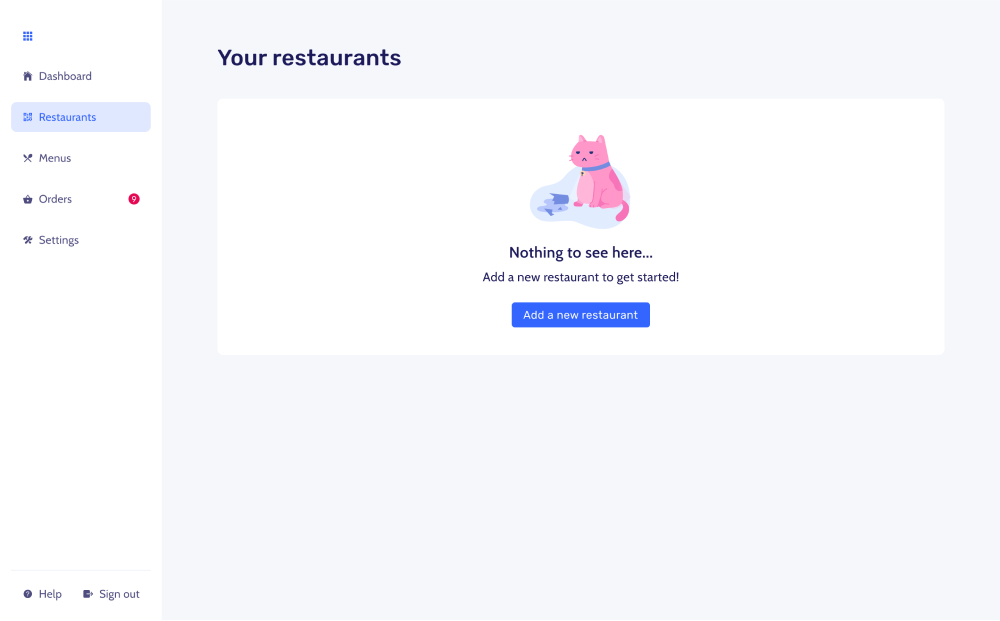 Dashboard
Restaurants
Menus
Orders 9
Settings
Help Sign out
Your restaurants
Nothing to see here...
Add a new restaurant to get started!
Add a new restaurant